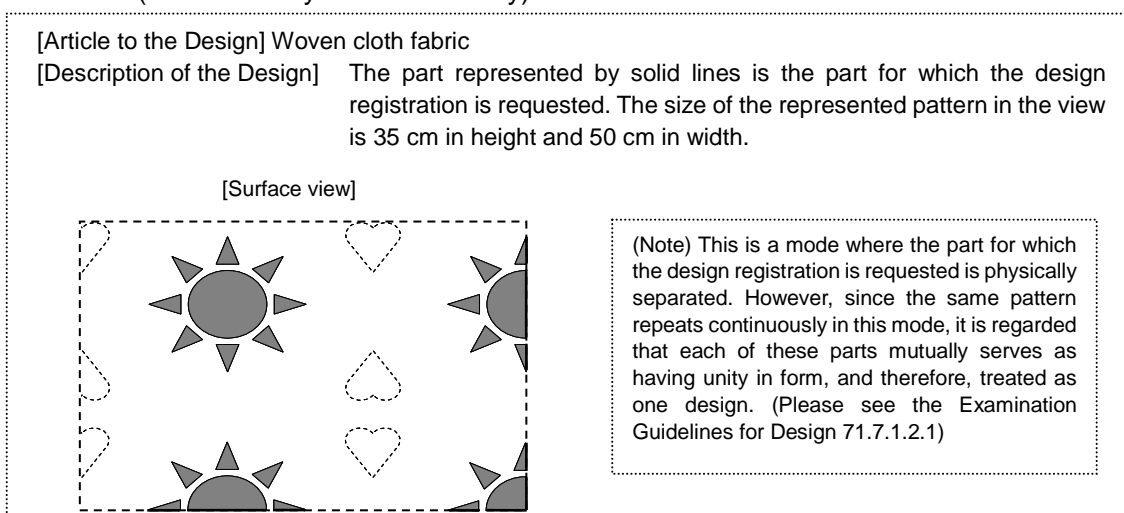 [Article to the Design] Woven cloth fabric
[Description of the Design] The part represented by solid lines is the part for which the design
registration is requested. The size of the represented pattern in the view
is 35 cm in height and 50 cm in width.
[Surface view]
(Note) This is a mode where the part for which
the design registration is requested is physically
separated. However, since the same pattern
repeats continuously in this mode, it is regarded
that each of these parts mutually serves as
having unity in form, and therefore, treated as
one design. (Please see the Examination
Guidelines for Design 71.7.1.2.1)